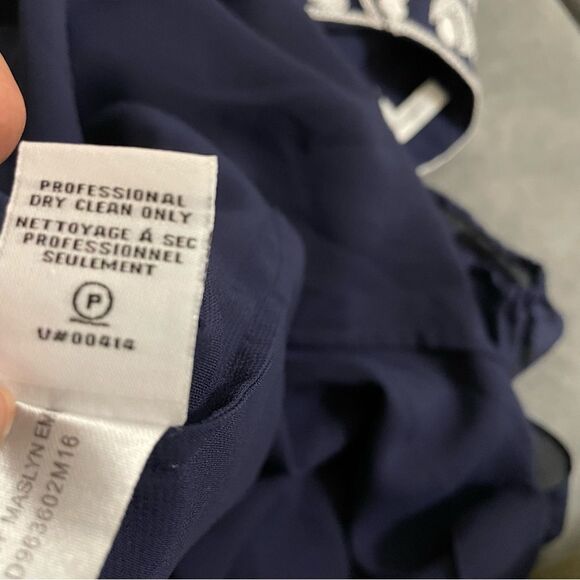 PROFESSIONAL
DRY CLEAN ONLY
NETTOYAGE À SEC
PROFESSIONNEL
SEULEMENT
P
U#00414
MASLYN EM
D963602M16